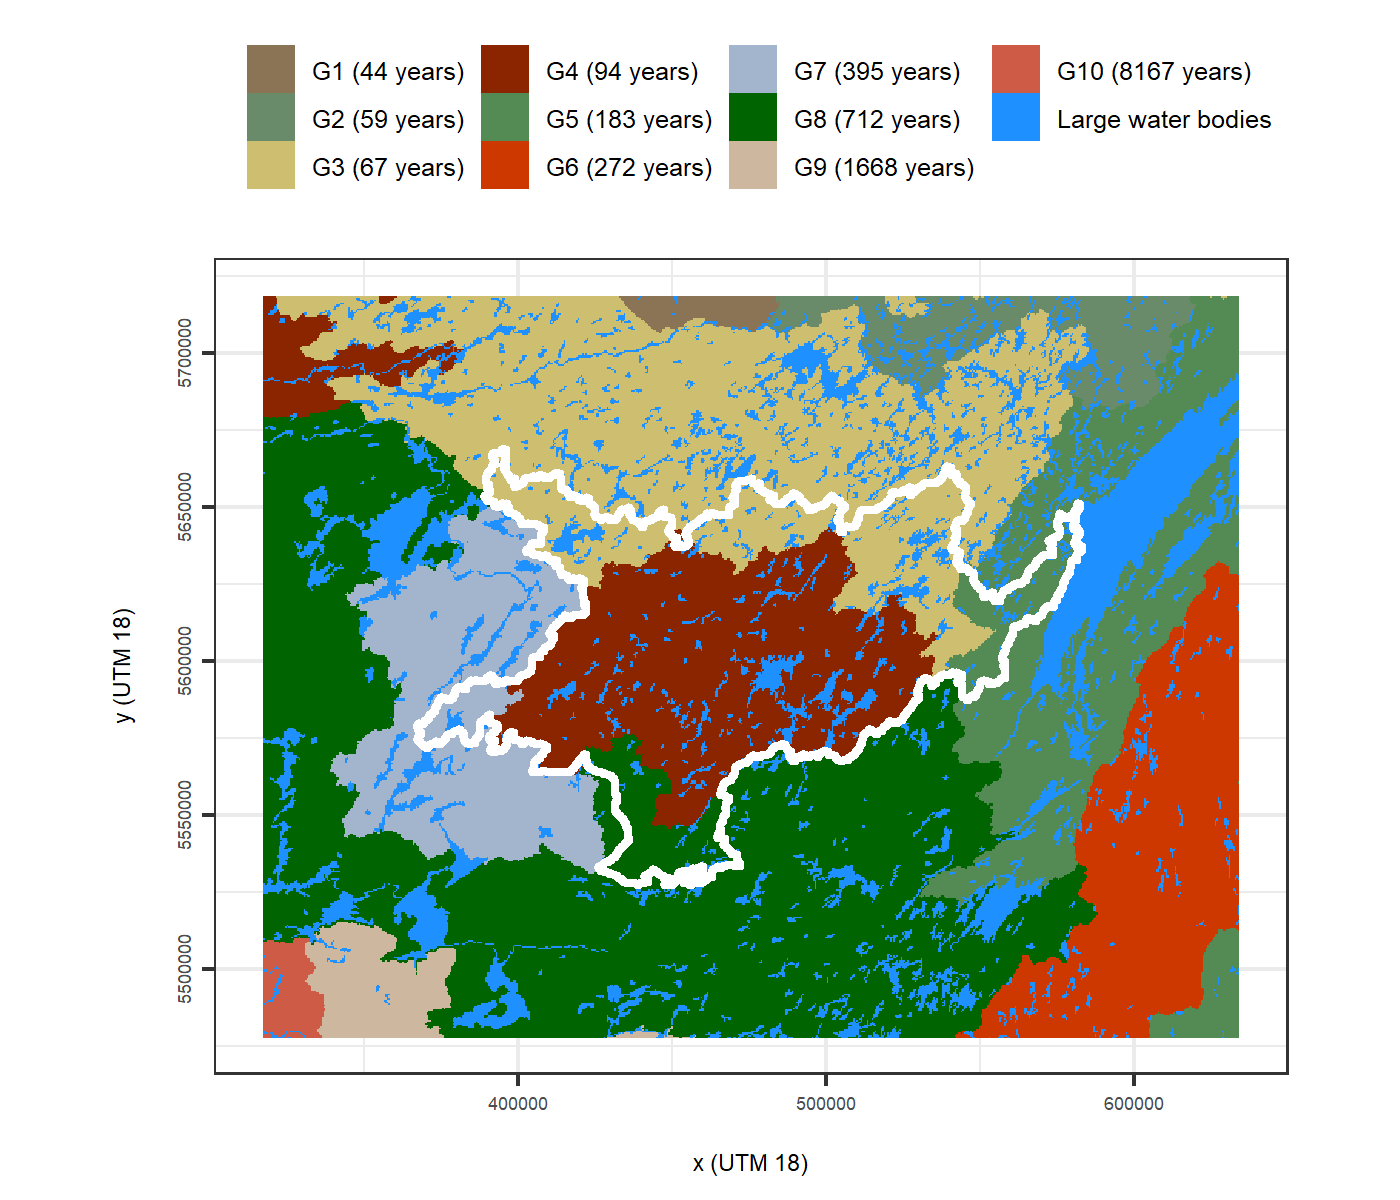 G1 (44 years) G4 (94 years) G7 (395 years) G10 (8167 years)
G2 (59 years) G5 (183 years) G8 (712 years) Large water bodies
G3 (67 years) G6 (272 years) G9 (1668 years)
y (UTM 18)
5700000
5650000
5600000
5550000
5500000
400000 500000 600000
x (UTM 18)